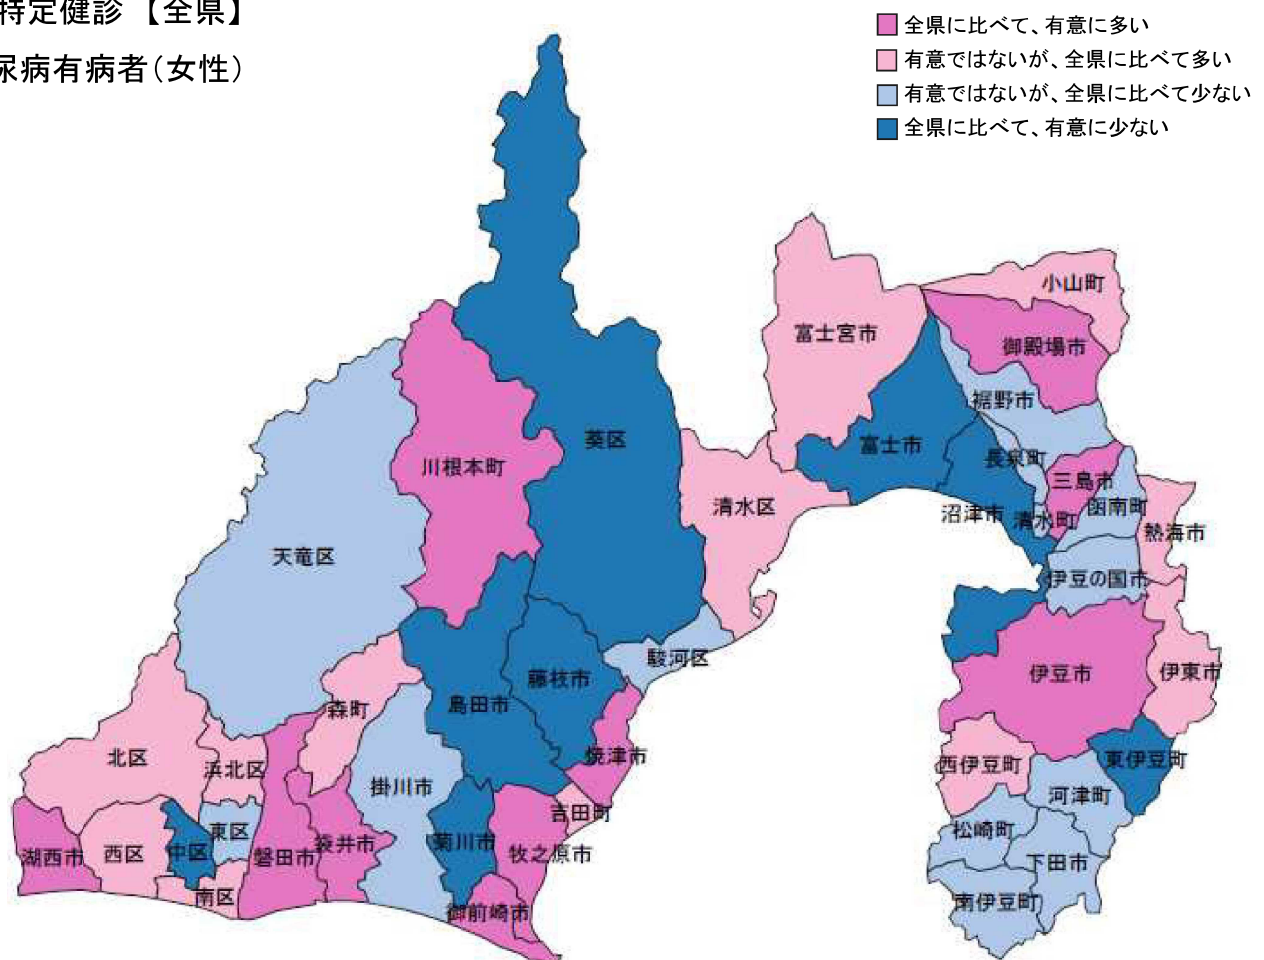 特定健診 【全県】
尿病有病者(女性)
全県に比べて、有意に多い
有意ではないが、全県に比べて多い
有意ではないが、全県に比べて少ない
全県に比べて、有意に少ない
小山町
富士宮市
御殿場市
裾野市
葵区
富士市
長泉町
川根本町
三島市
清水区
函南町
沼津市
清水町
熱海市
天竜区
伊豆の国市
駿河区
伊豆市
伊東市
藤枝市
島田市
森町
焼津市
北区
浜北区
西伊豆町
東伊豆町
掛川市
河津町
吉田町
東区
松崎町
菊川市
袋井市
中区
西区
湖西市
磐田市
牧之原市
下田市
南区
南伊豆町
御前崎市